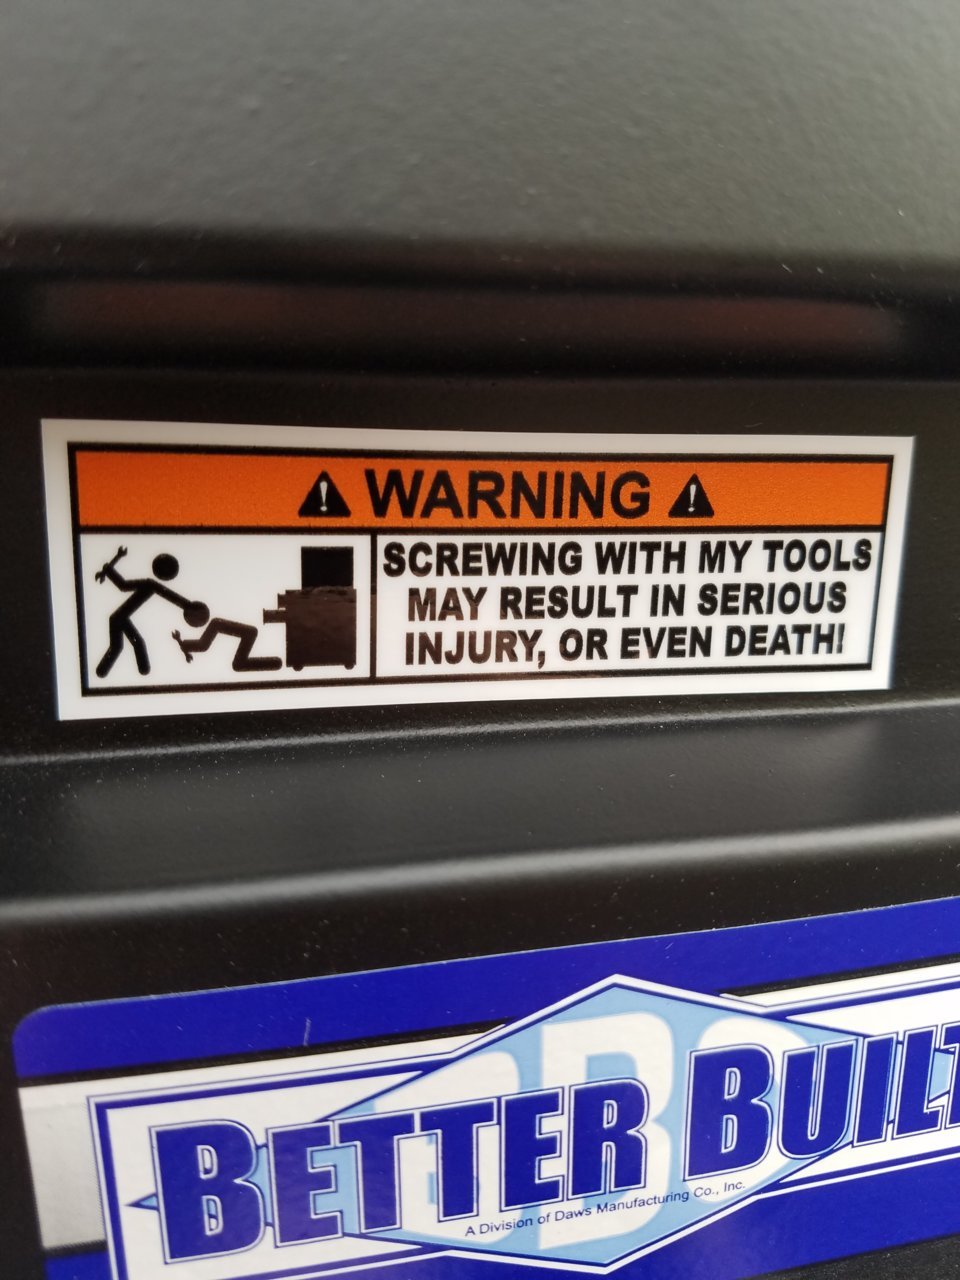 WARNING
SCREWING WITH MY TOOLS
MAY RESULT IN SERIOUS
INJURY, OR EVEN DEATH!
BETTER BUILT
A Division of Daws Manufacturing Co., Inc.